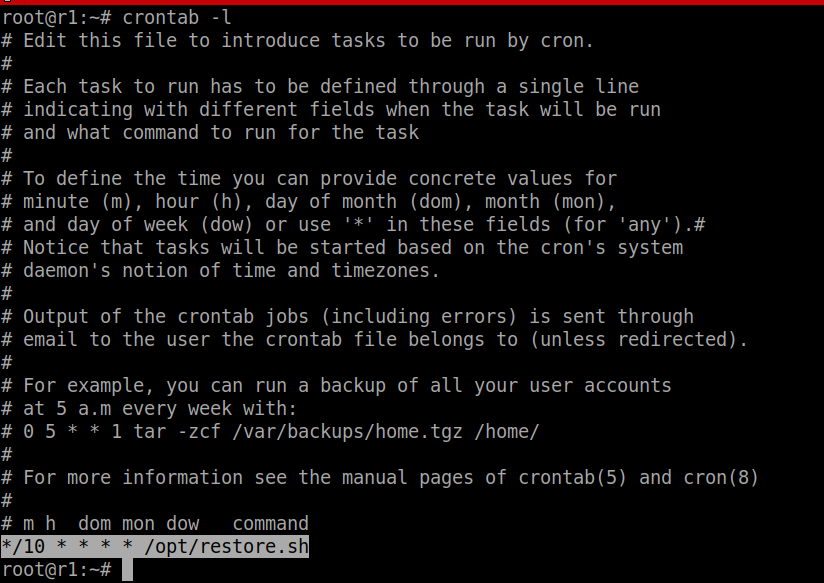 root@r1:~# crontab -l
# Edit this file to introduce tasks to be run by cron.
#
# Each task to run has to be defined through a single line
# indicating with different fields when the task will be run
# and what command to run for the task
#
# To define the time you can provide concrete values for
# minute (m), hour (h), day of month (dom), month (mon),
# and day of week (dow) or use '*' in these fields (for 'any').#
# Notice that tasks will be started based on the cron's system
# daemon's notion of time and timezones.
#
# Output of the crontab jobs (including errors) is sent through
# email to the user the crontab file belongs to (unless redirected).
#
# For example, you can run a backup of all your user accounts
# at 5 a.m every week with:
# 0 5 * * 1 tar -zcf /var/backups/home.tgz /home/
#
# For more information see the manual pages of crontab(5) and cron(8)
#
# m h  dom mon dow   command
*/10 * * * * /opt/restore.sh
root@r1:~#